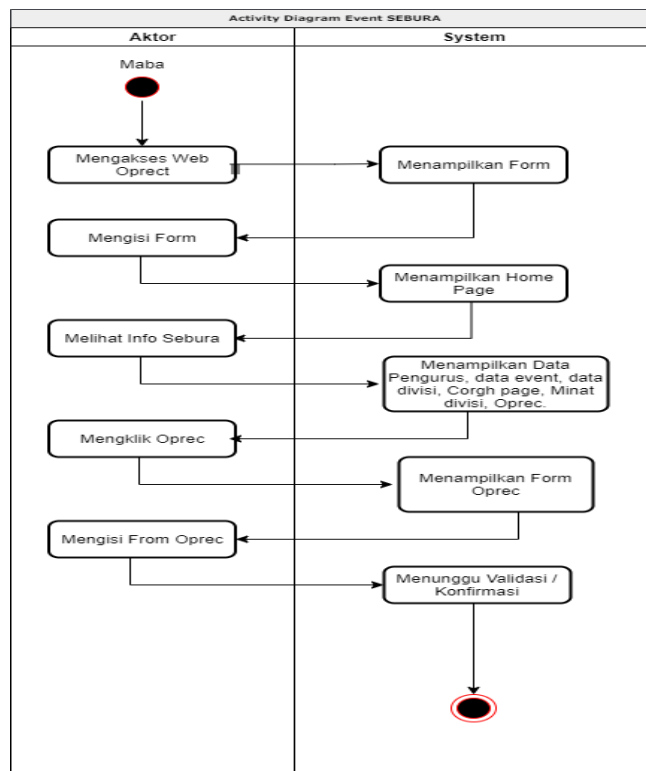 Activity Diagram Event SEBURA
Aktor
System
Maba
Mengakses Web
Oprect
Menampilkan Form
Mengisi Form
Menampilkan Home
Page
Melihat Info Sebura
Menampilkan Data
Pengurus, data event, data
divisi, Corgh page, Minat
divisi, Oprec.
Mengklik Oprec
Menampilkan Form
Oprec
Mengisi From Oprec
Menunggu Validasi /
Konfirmasi